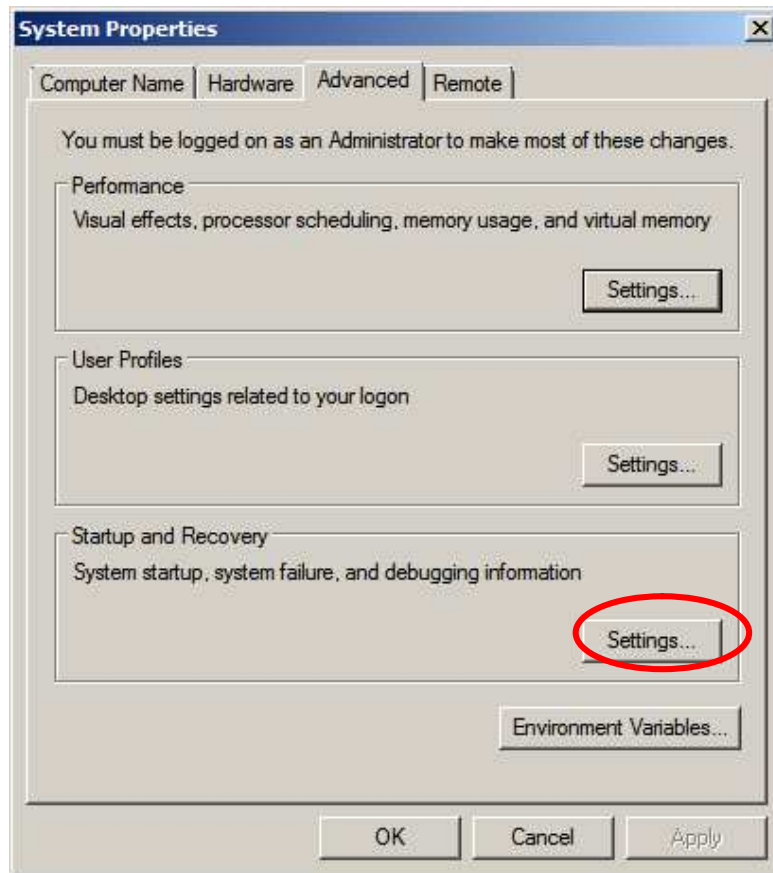 System Properties
Computer Name Hardware Advanced Remote
You must be logged on as an Administrator to make most of these changes.
Performance
Visual effects, processor scheduling, memory usage, and virtual memory
Settings...
User Profiles
Desktop settings related to your logon
Settings...
Startup and Recovery
System startup, system failure, and debugging information
Settings...
Environment Variables...
OK Cancel Apply